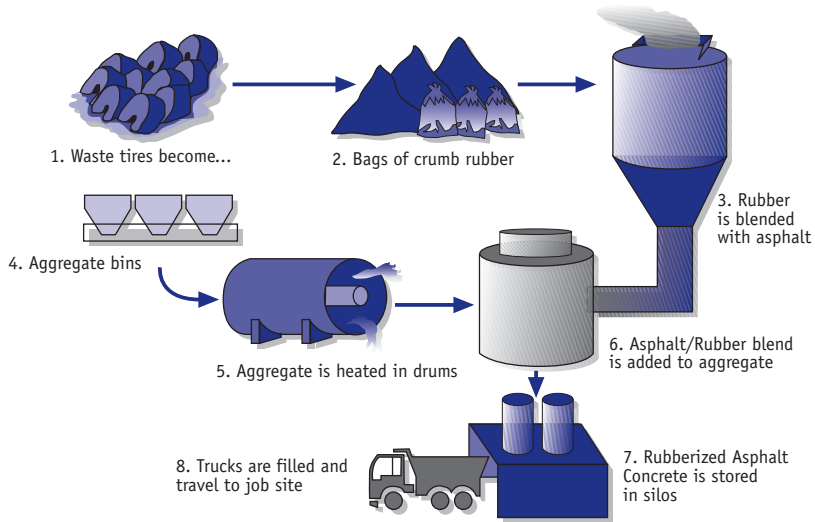 1. Waste tires become...
2. Bags of crumb rubber
3. Rubber
is blended
with asphalt
4. Aggregate bins
5. Aggregate is heated in drums
6. Asphalt/Rubber blend
is added to aggregate
7. Rubberized Asphalt
Concrete is stored
in silos
8. Trucks are filled and
travel to job site